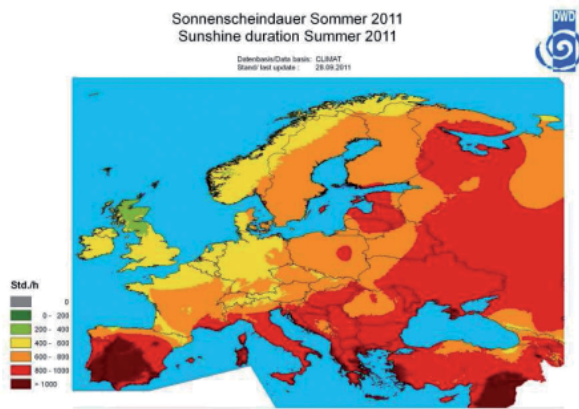 Sonnenscheindauer Sommer 2011
Sunshine duration Summer 2011
DWD
Datenbasis/Data basis: CLIMAT
Stand/ last update : 28.09.2011
Std./h
0
0 - 200
200 - 400
400 - 600
600 - 800
800 - 1000
> 1000